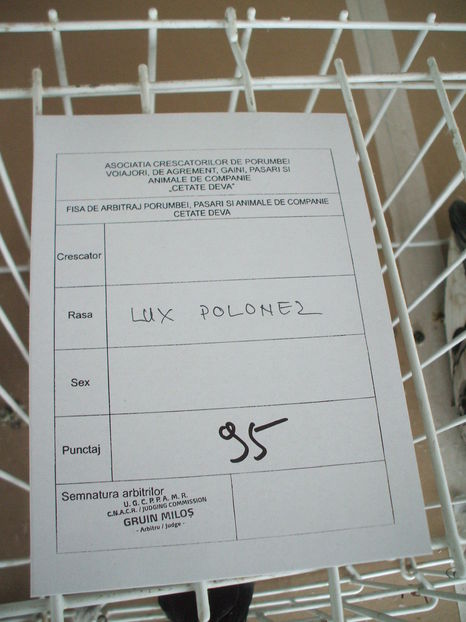 ASOCIATIA CRESCATORILOR DE PORUMBEI
VOIAJORI, DE AGREMENT, GAINI, PASARI SI
ANIMALE DE COMPANIE
„CETATE DEVA"
FISA DE ARBITRAJ PORUMBEI, PASARI SI ANIMALE DE COMPANIE
CETATE DEVA
Crescator
Rasa LUX POLONEZ
Sex
Punctaj 95
Semnatura arbitrilor
U. G. C. P. P. A. M. R.
C.N.A.C.R. / JUDGING COMMISSION
GRUIN MILOȘ
- Arbitru / Judge -